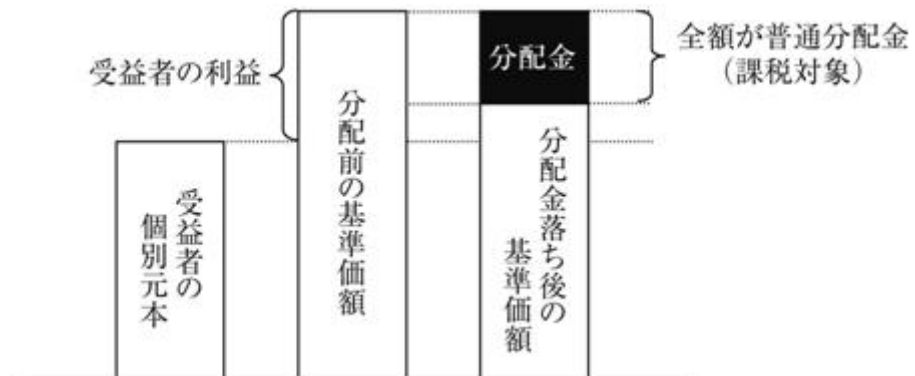 受益者の利益
受益者の
個別元本
分配前の基準価額
分配金
分配金落ち後の
基準価額
全額が普通分配金
（課税対象）